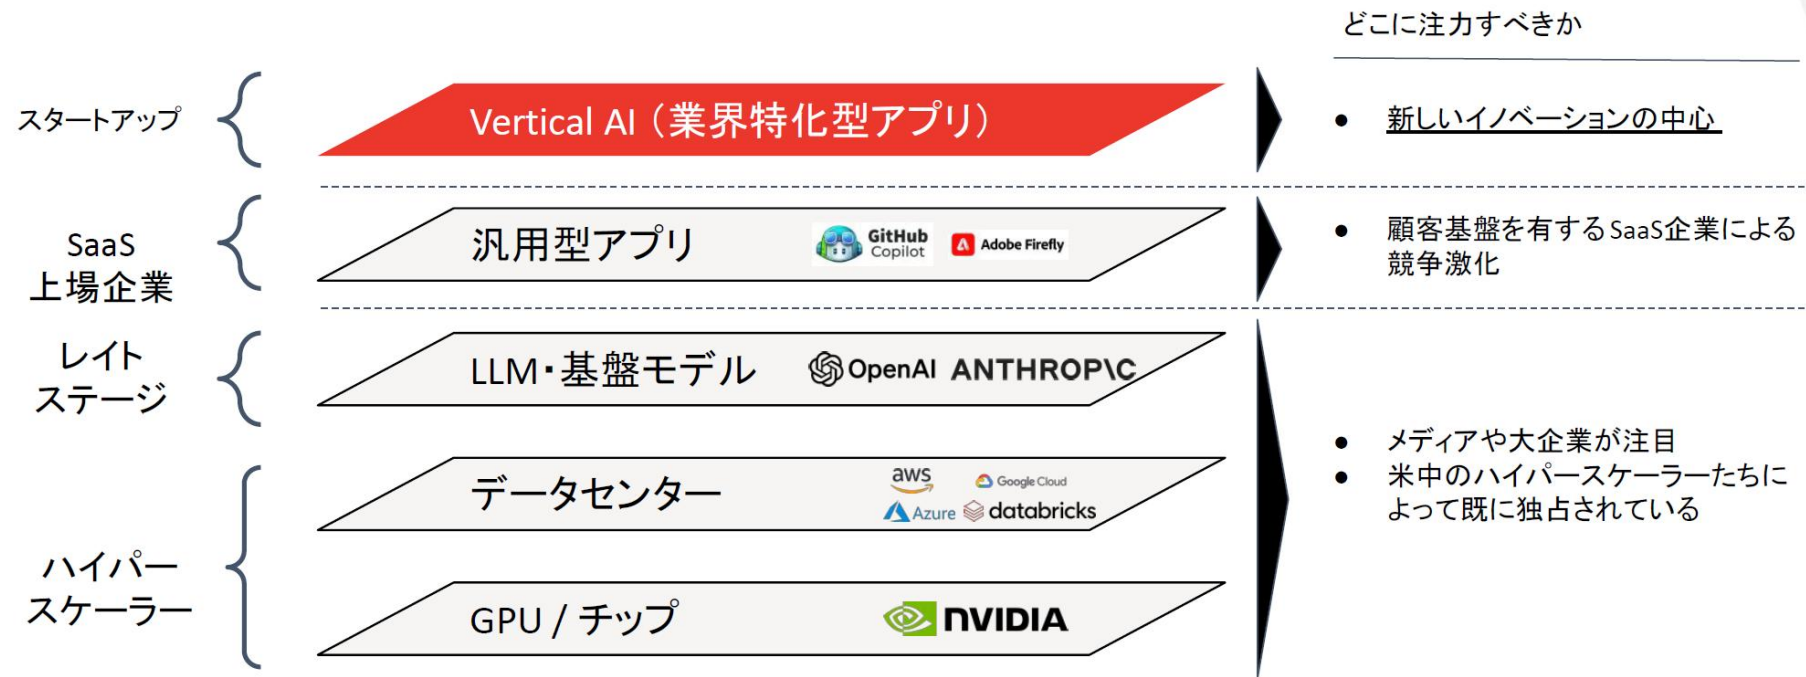 どこに注力すべきか
スタートアップ
Vertical AI（業界特化型アプリ）
● 新しいイノベーションの中心
SaaS
上場企業
汎用型アプリ
GitHub
Copilot
Adobe Firefly
● 顧客基盤を有するSaaS企業による
競争激化
レイト
ステージ
LLM・基盤モデル
OpenAI
ANTHROP\C
ハイパー
スケーラー
データセンター
aws
Google Cloud
Azure
databricks
GPU / チップ
NVIDIA
● メディアや大企業が注目
● 米中のハイパースケーラーたちに
よって既に独占されている